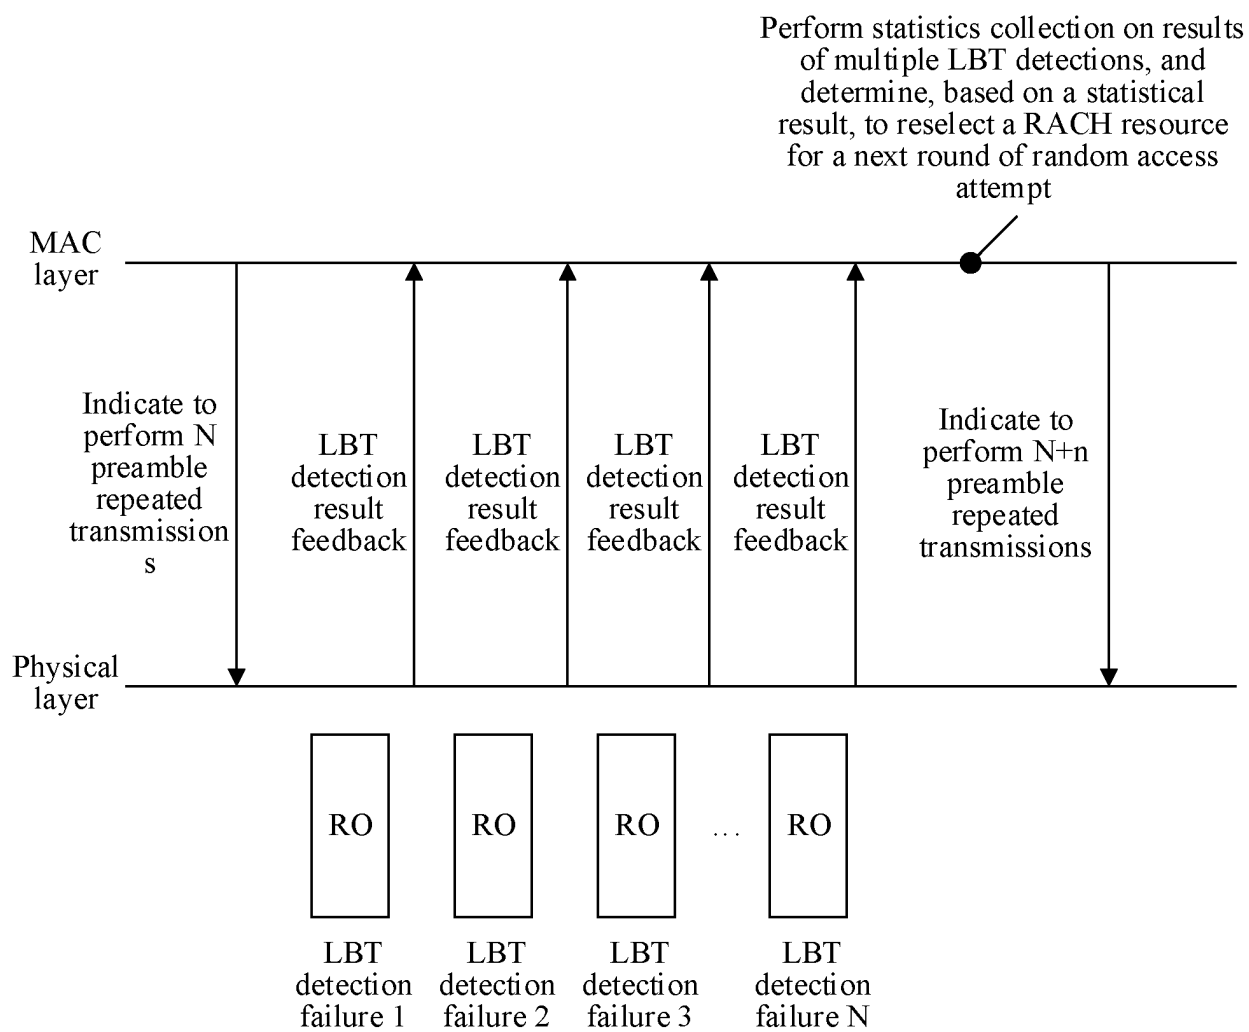 Perform statistics collection on results
of multiple LBT detections, and
determine, based on a statistical
result, to reselect a RACH resource
for a next round of random access
attempt
MAC
layer
Indicate to
perform N
preamble
repeated
transmission
s
LBT
detection
result
feedback
LBT
detection
result
feedback
LBT
detection
result
feedback
LBT
detection
result
feedback
Indicate to
perform N+n
preamble
repeated
transmissions
Physical
layer
RO
RO
RO
...
RO
LBT
detection
failure 1
LBT
detection
failure 2
LBT
detection
failure 3
LBT
detection
failure N